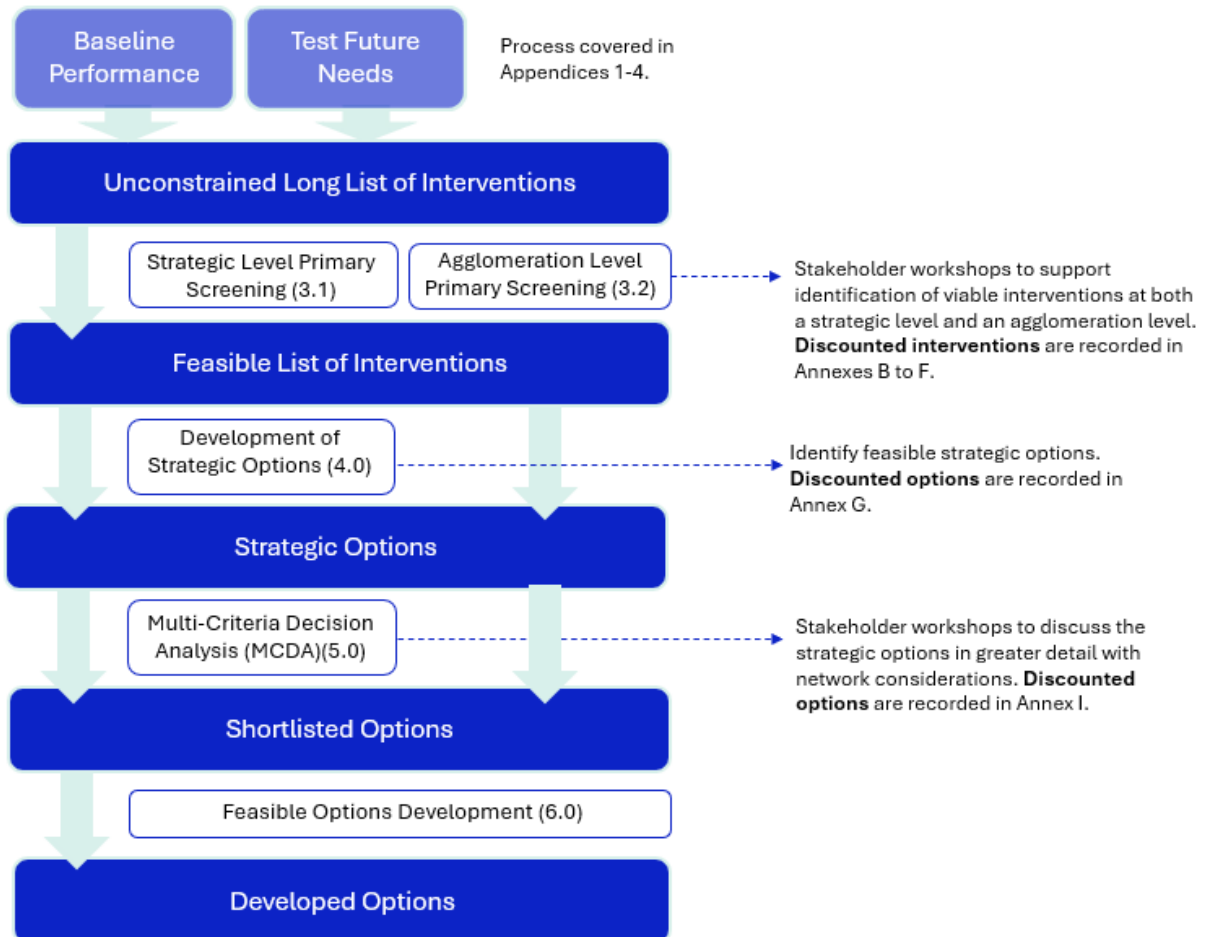 Baseline
Performance
Test Future
Needs
Process covered in
Appendices 1-4.
Unconstrained Long List of Interventions
Strategic Level Primary
Screening (3.1)
Agglomeration Level
Primary Screening (3.2)
Stakeholder workshops to support
identification of viable interventions at both
a strategic level and an agglomeration level.
Discounted interventions are recorded in
Annexes B to F.
Feasible List of Interventions
Development of
Strategic Options (4.0)
Identify feasible strategic options.
Discounted options are recorded in
Annex G.
Strategic Options
Multi-Criteria Decision
Analysis (MCDA)(5.0)
Stakeholder workshops to discuss the
strategic options in greater detail with
network considerations. Discounted
options are recorded in Annex I.
Shortlisted Options
Feasible Options Development (6.0)
Developed Options